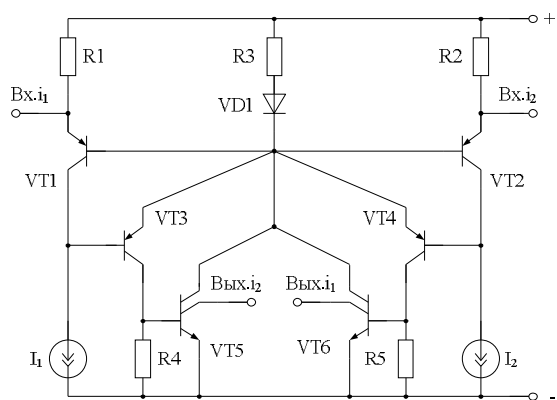 +
R1
R3
R2
Вх.i₁
VD1
Вх.i₂
VT1
VT2
VT3
VT4
Вых.i₂
Вых.i₁
I₁
R4
VT5
VT6
R5
I₂
-